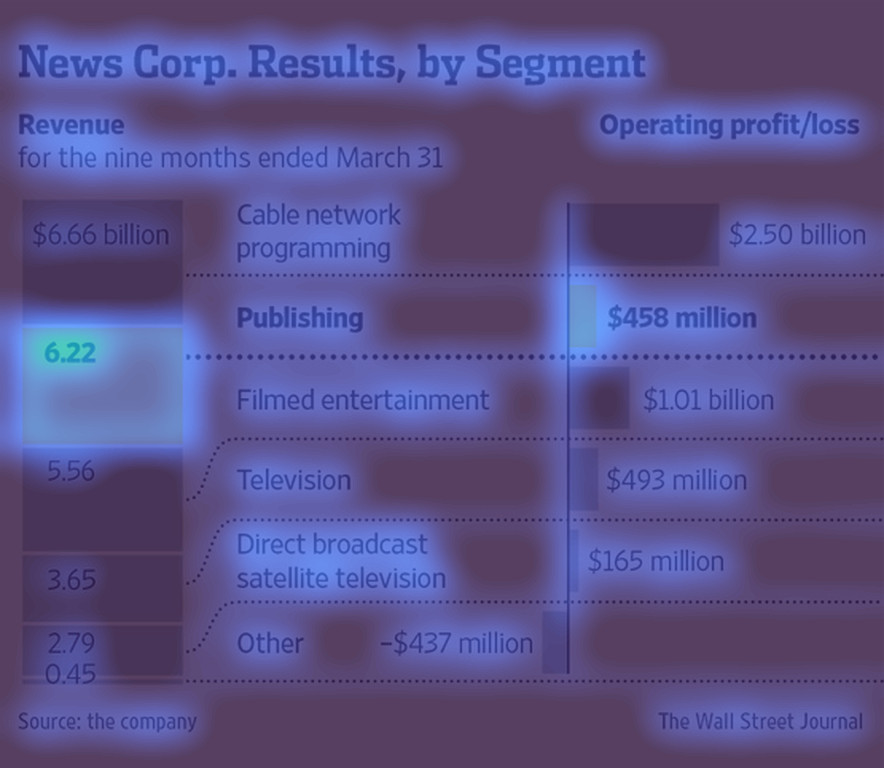 News Corp. Results, by Segment
Revenue
for the nine months ended March 31
Operating profit/loss
$6.66 billion
Cable network
programming
$2.50 billion
6.22
Publishing
$458 million
5.56
Filmed entertainment
$1.01 billion
3.65
Television
$493 million
2.79
Direct broadcast
satellite television
$165 million
0.45
Other
–$437 million
Source: the company
The Wall Street Journal